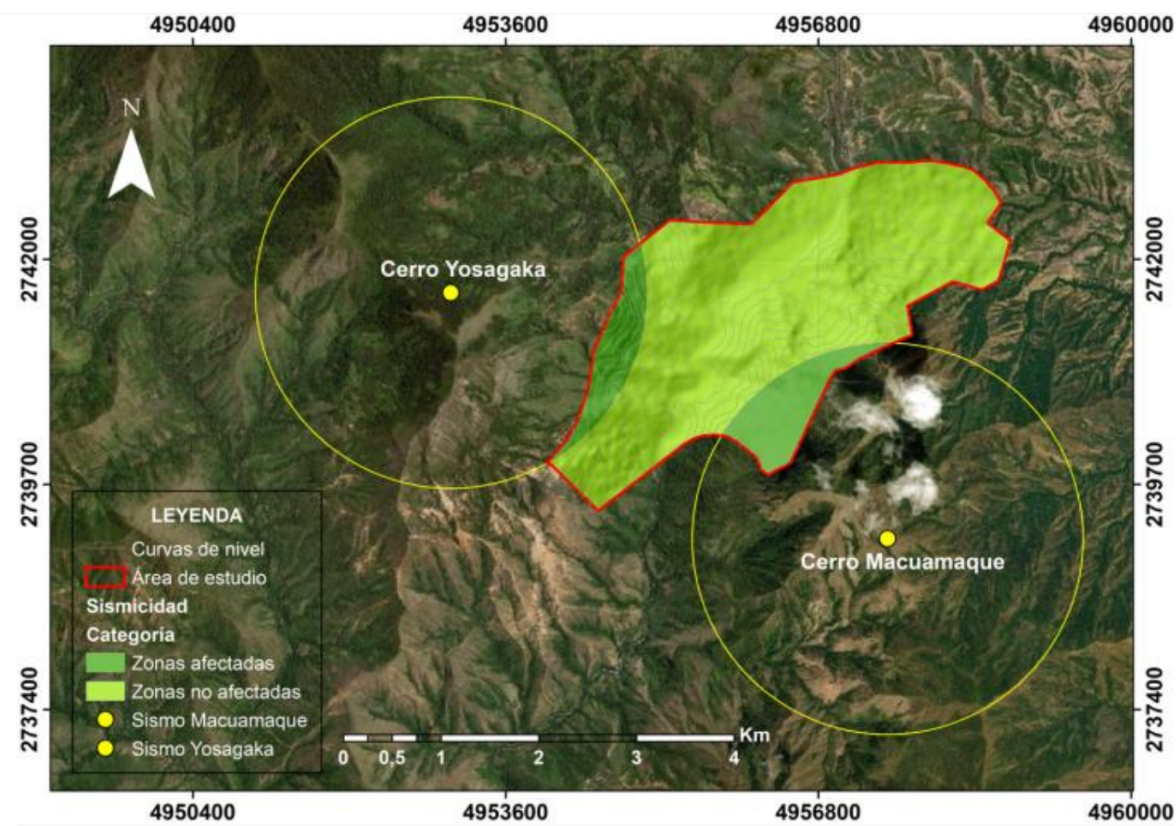 4950400 4953600 4956800 4960000
N
2742000
2742000
Cerro Yosagaka
2739700
2739700
Cerro Macuamaque
LEYENDA
Curvas de nivel
Área de estudio
Sismicidad
Categoria
Zonas afectadas
Zonas no afectadas
Sismo Macuamaque
Sismo Yosagaka
2737400
2737400
Km
0 0,5 1 2 3 4
4950400 4953600 4956800 4960000